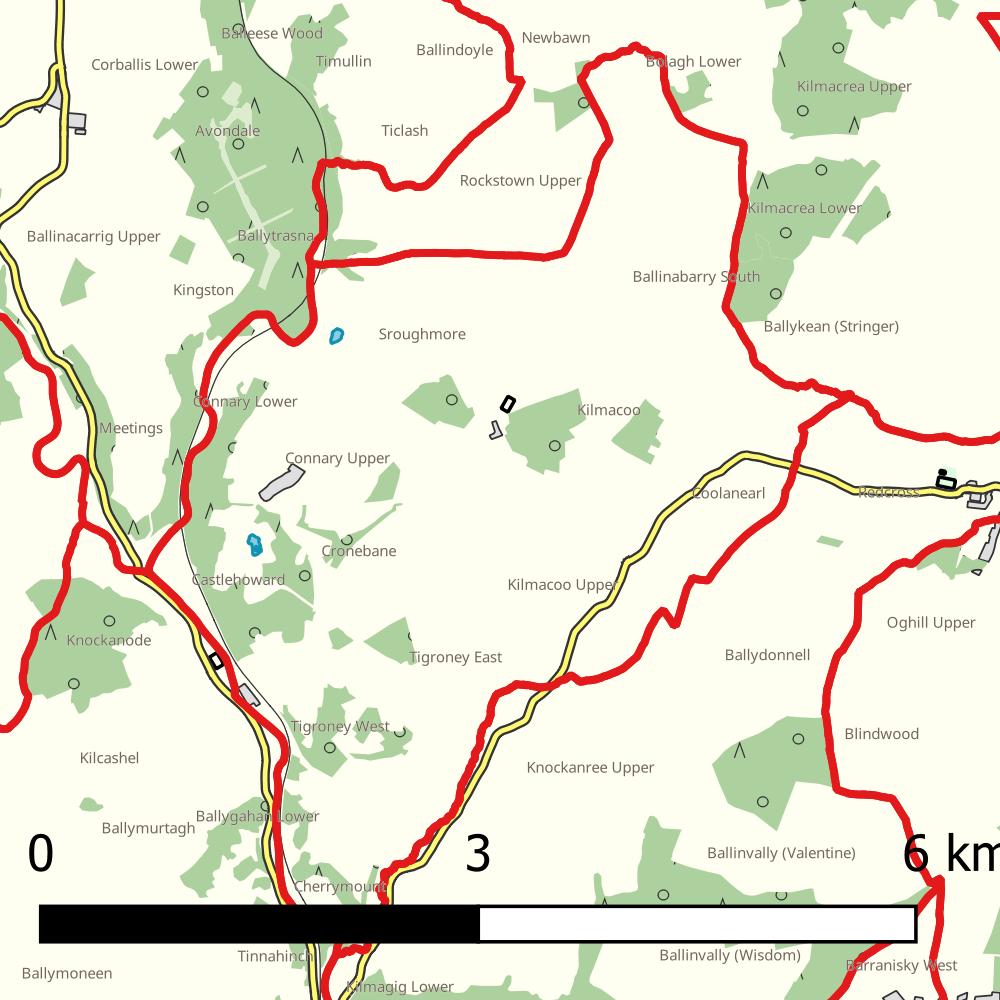 Balleese Wood
Newbawn
Ballindoyle
Corballis Lower
Timullin
Bolagh Lower
Kilmacrea Upper
Avondale
Ticlash
Rockstown Upper
Kilmacrea Lower
Ballinacarrig Upper
Ballytrasna
Ballinabarry South
Kingston
Ballykean (Stringer)
Sroughmore
Connary Lower
Kilmacoo
Meetings
Connary Upper
Coolanearl
Redcross
Cronebane
Castlehoward
Kilmacoo Upper
Oghill Upper
Knockanode
Tigroney East
Ballydonnell
Tigroney West
Blindwood
Kilcashel
Knockanree Upper
Ballygahan Lower
Ballymurtagh
0 3 6 km
Ballinvally (Valentine)
Cherrymount
Tinnahinch
Ballinvally (Wisdom)
Barranisky West
Ballymoneen
Kilmagig Lower